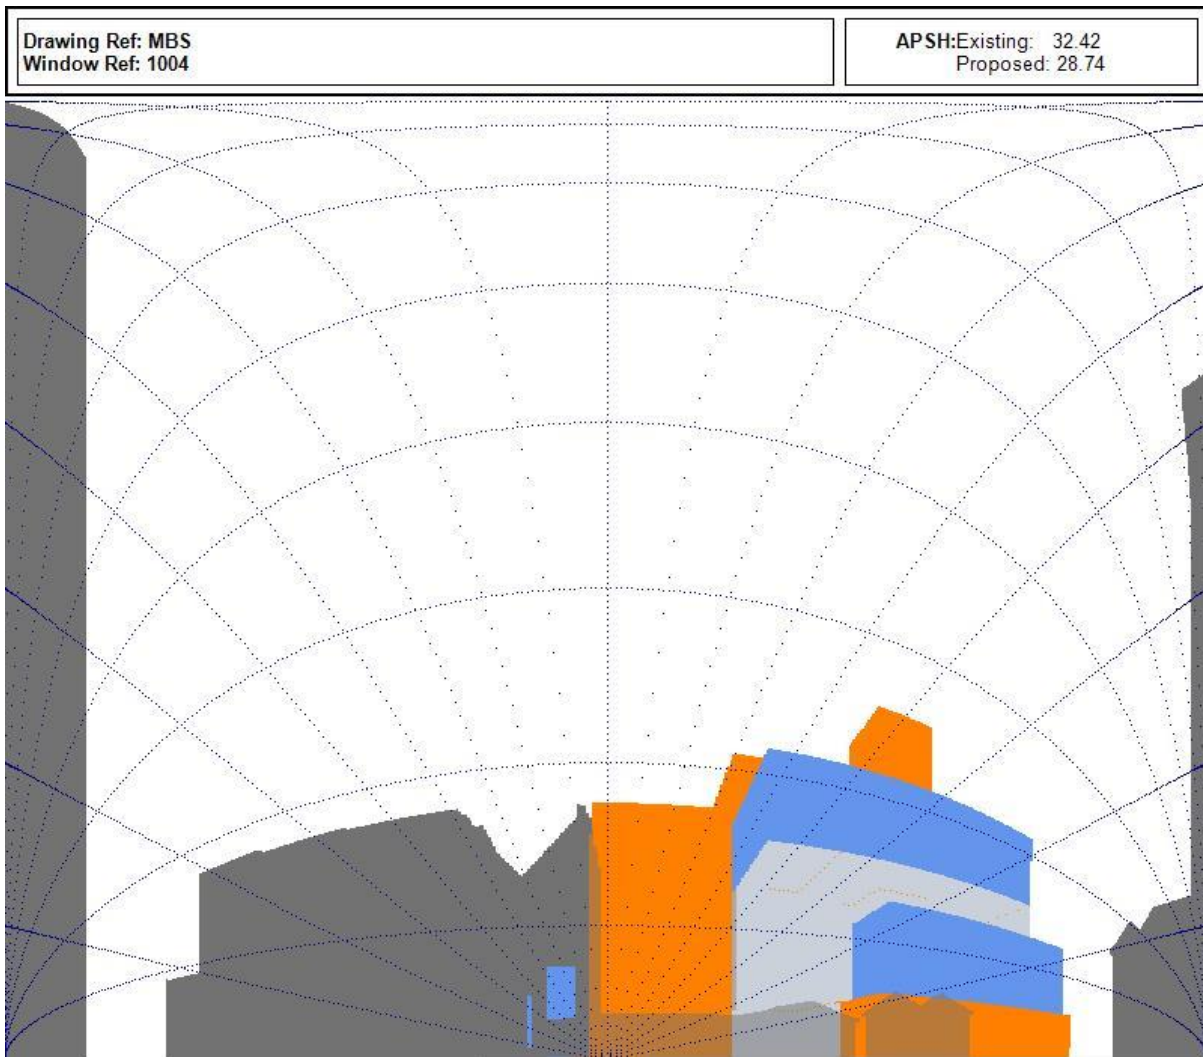 Drawing Ref: MBS
Window Ref: 1004
APSH:Existing: 32.42
Proposed: 28.74